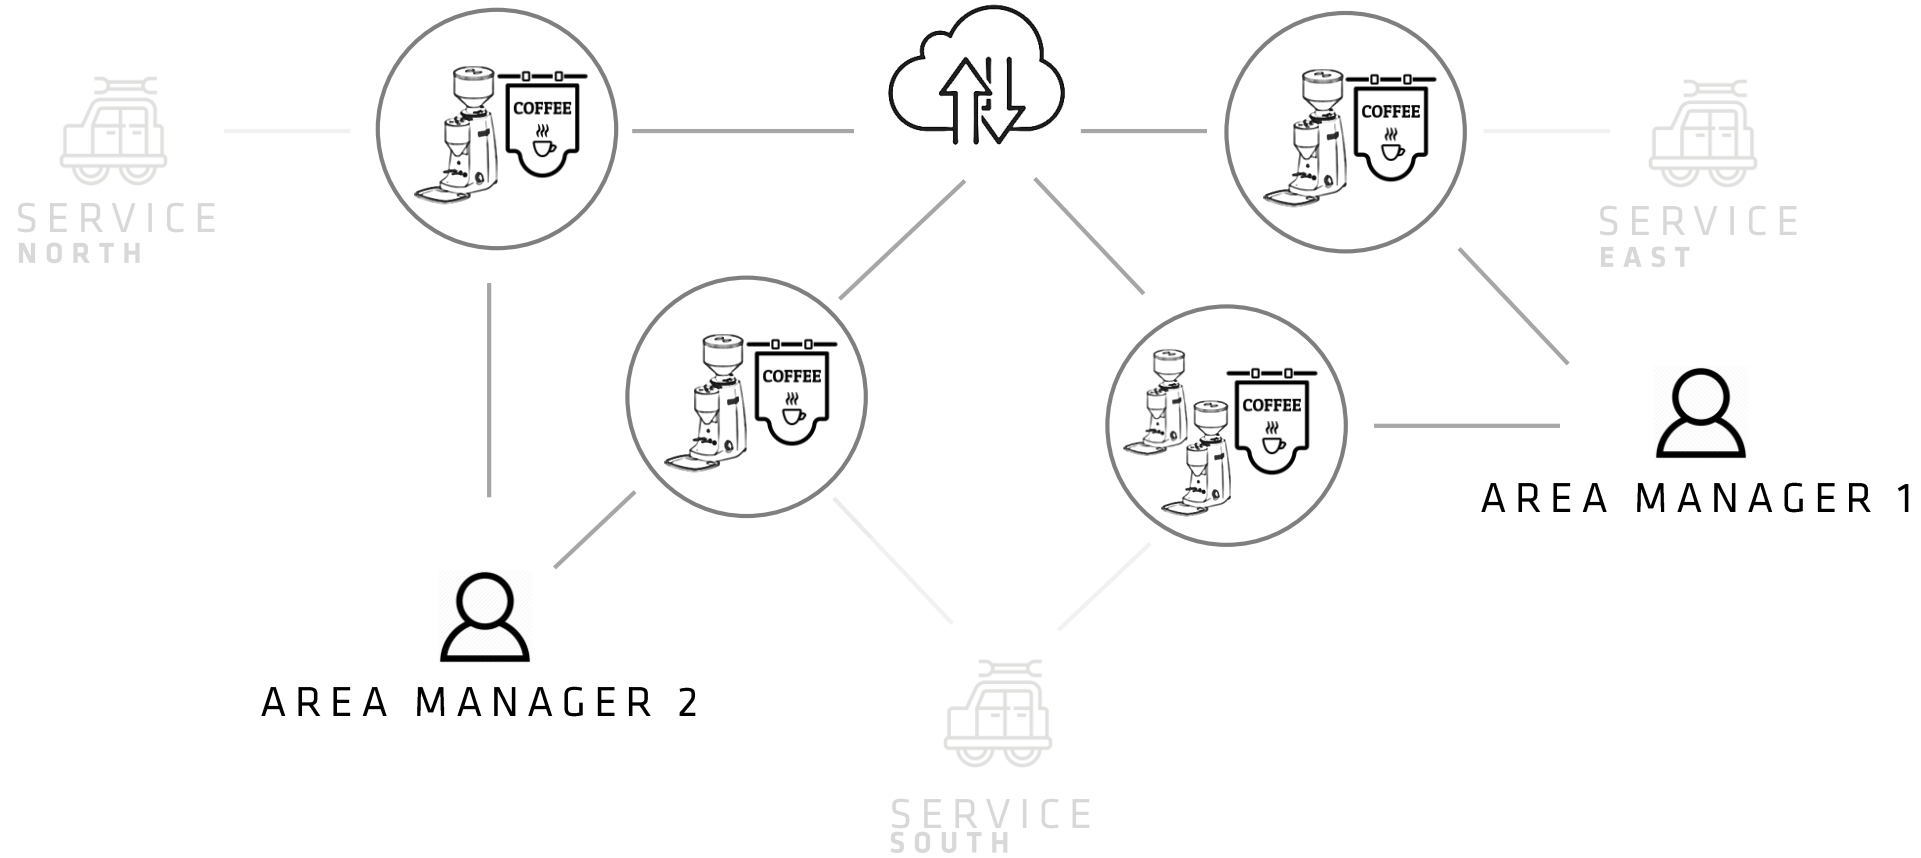 COFFEE
COFFEE
SERVICE
NORTH
SERVICE
EAST
COFFEE
COFFEE
AREA MANAGER 1
AREA MANAGER 2
SERVICE
SOUTH